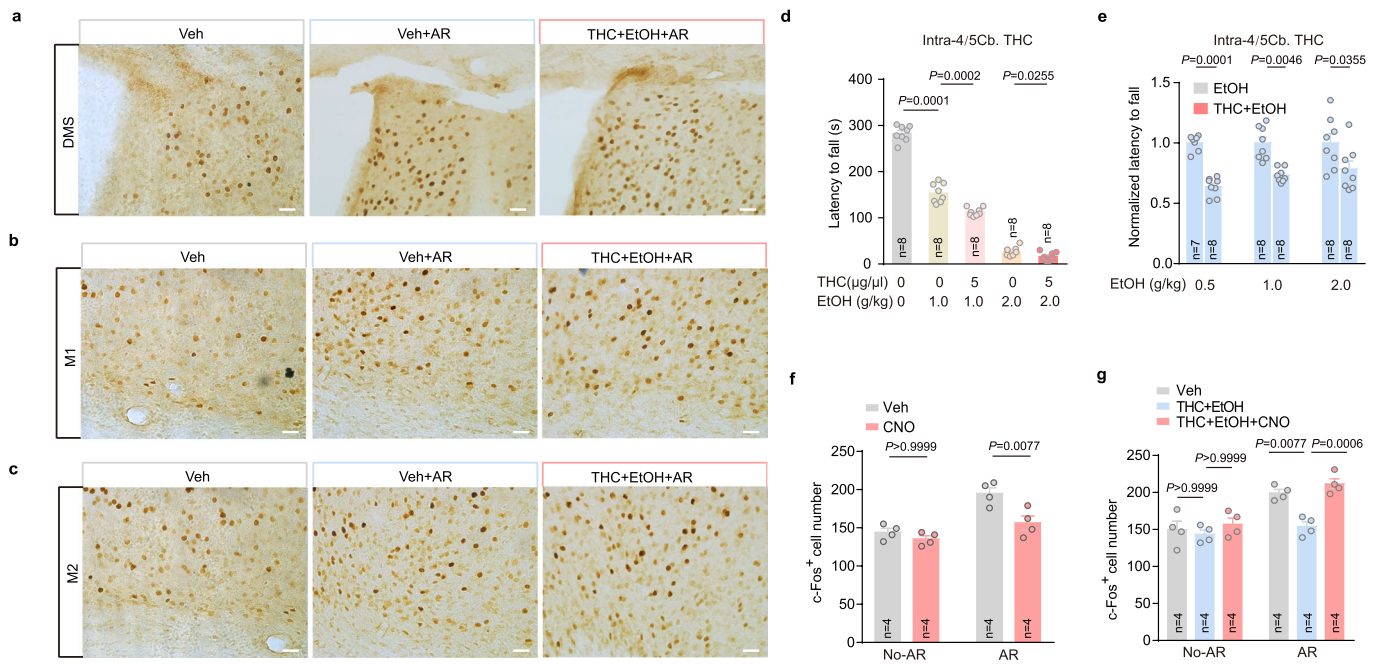 a
Veh
Veh+AR
THC+EtOH+AR
DMS
b
Veh
Veh+AR
THC+EtOH+AR
M1
c
Veh
Veh+AR
THC+EtOH+AR
M2
d
Intra-4/5Cb. THC
P=0.0002
P=0.0255
P=0.0001
Latency to fall (s)
400
300
200
100
0
n=8
n=8
n=8
n=8
n=8
THC(μg/μl) 0 0 5 0 5
EtOH (g/kg) 0 1.0 1.0 2.0 2.0
e
Intra-4/5Cb. THC
P=0.0001 P=0.0046 P=0.0355
EtOH
THC+EtOH
Normalized latency to fall
1.5
1.0
0.5
0.0
n=7
n=8
n=8
n=8
n=8
n=8
EtOH (g/kg) 0.5 1.0 2.0
f
Veh
CNO
P>0.9999
P=0.0077
c-Fos+ cell number
250
200
150
100
50
0
n=4
n=4
n=4
n=4
No-AR AR
g
Veh
THC+EtOH
THC+EtOH+CNO
P=0.0077 P=0.0006
P>0.9999
P>0.9999
c-Fos+ cell number
250
200
150
100
50
0
n=4
n=4
n=4
n=4
n=4
n=4
No-AR AR